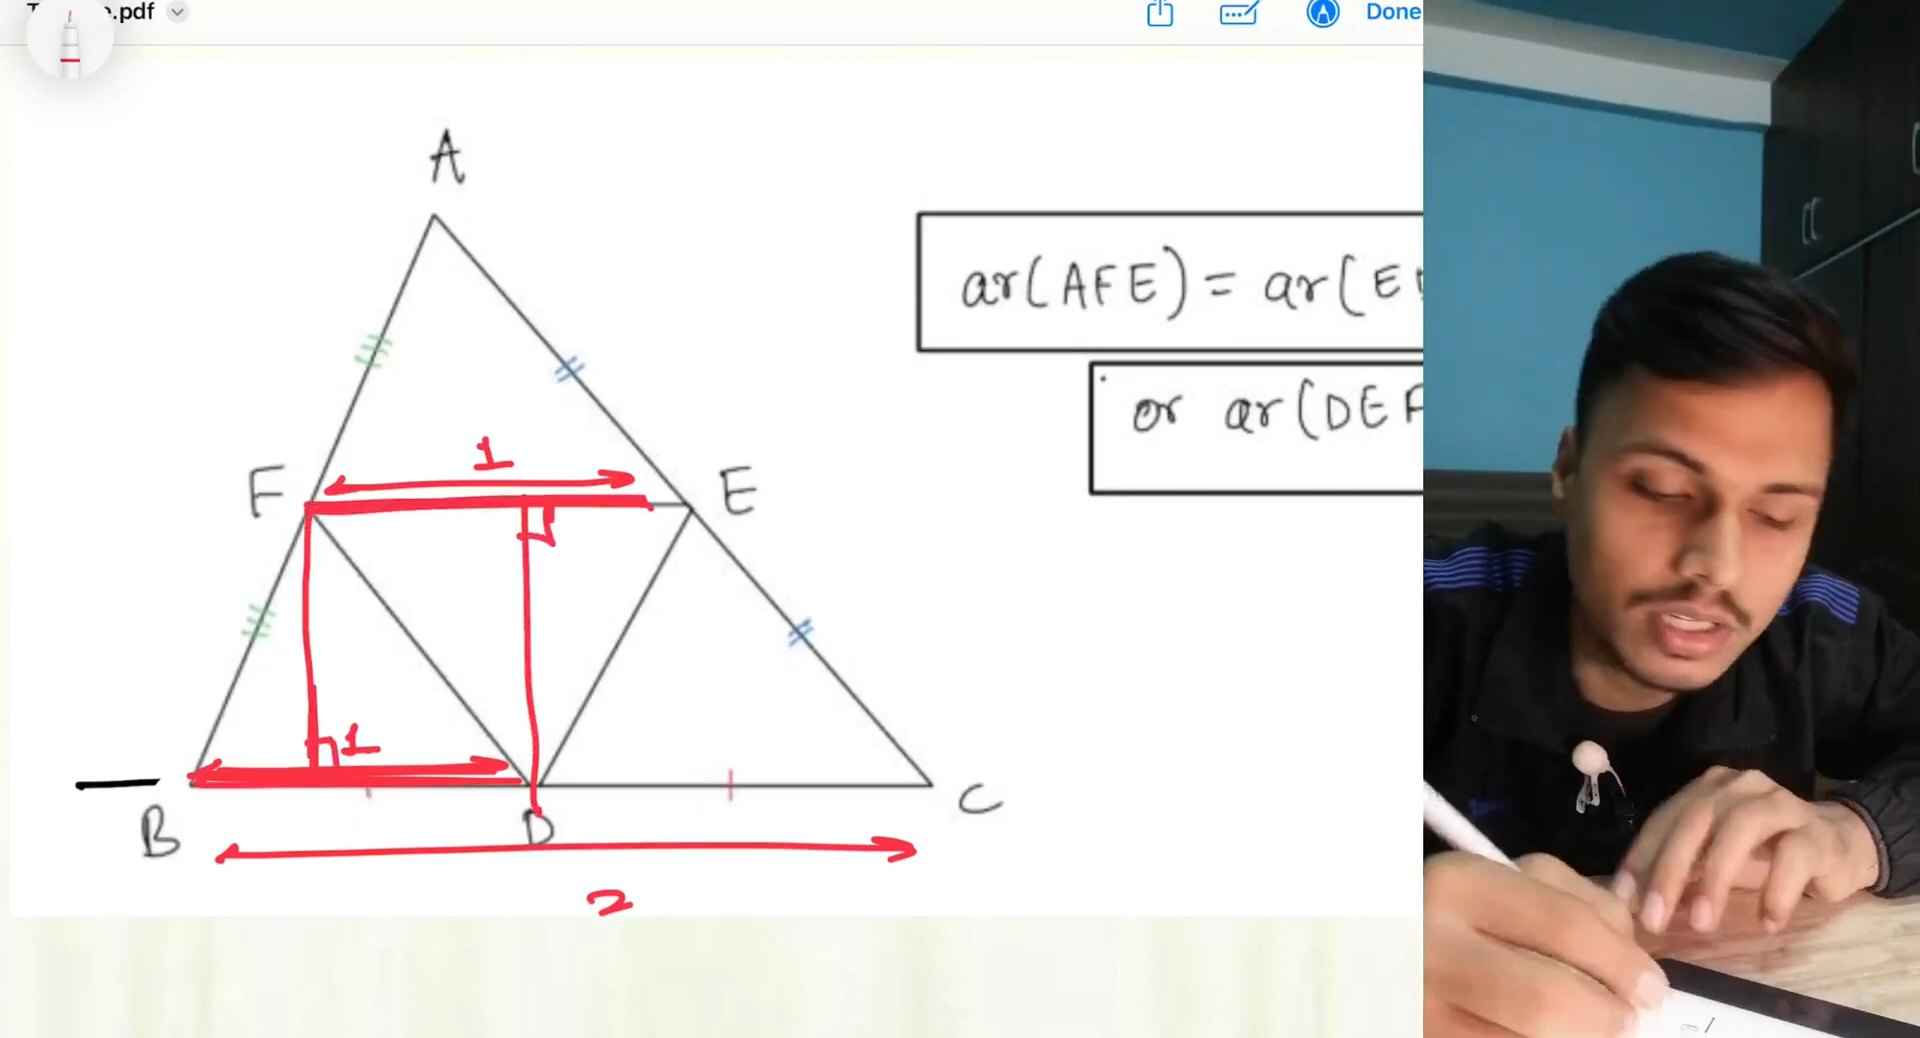 .pdf
Done
A
ar(AFE) = ar(E
or ar(DEF
1
F
E
1
B
D
C
2